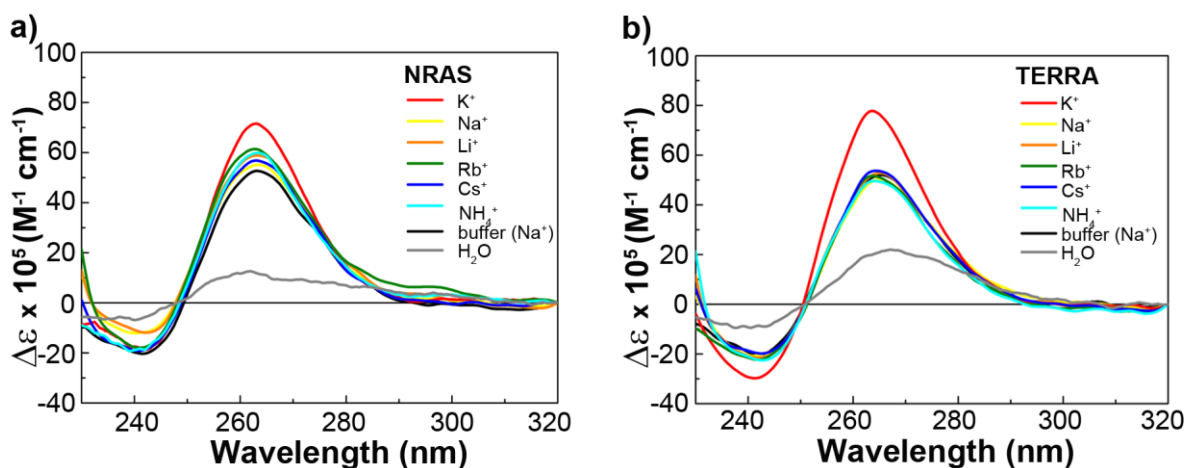 a)
Δε x 10⁵ (M⁻¹ cm⁻¹)
100
80
60
40
20
0
-20
-40
NRAS
K⁺
Na⁺
Li⁺
Rb⁺
Cs⁺
NH₄⁺
buffer (Na⁺)
H₂O
240 260 280 300 320
Wavelength (nm)
b)
Δε x 10⁵ (M⁻¹ cm⁻¹)
100
80
60
40
20
0
-20
-40
TERRA
K⁺
Na⁺
Li⁺
Rb⁺
Cs⁺
NH₄⁺
buffer (Na⁺)
H₂O
240 260 280 300 320
Wavelength (nm)